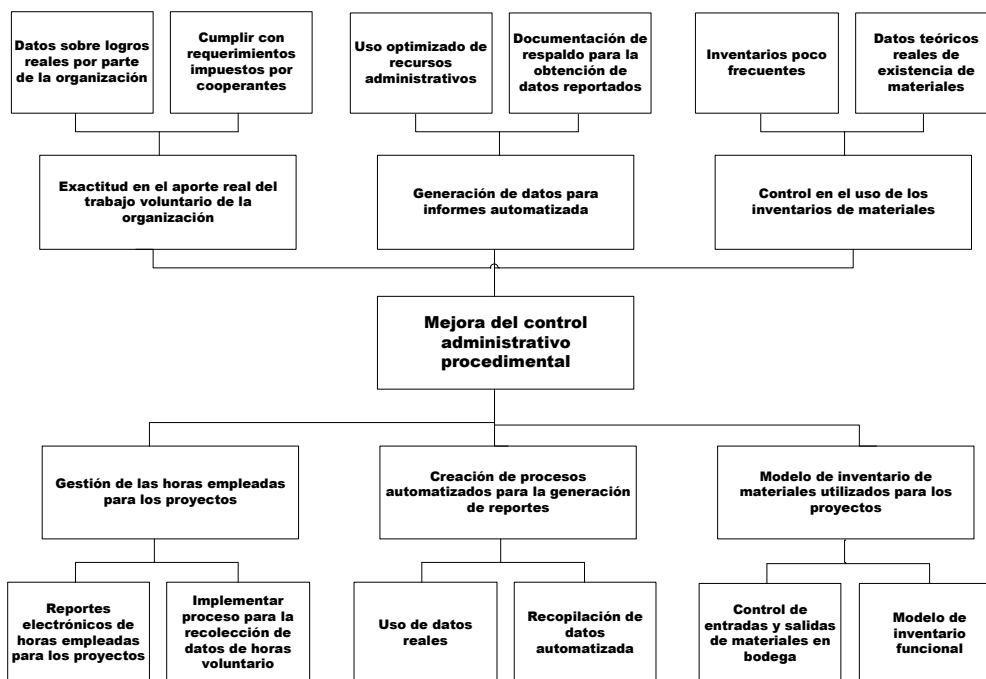 Datos sobre logros
reales por parte de
la organización
Cumplir con
requerimientos
impuestos por
cooperantes
Uso optimizado de
recursos
administrativos
Documentación de
respaldo para la
obtención de
datos reportados
Inventarios poco
frecuentes
Datos teóricos
reales de
existencia de
materiales
Exactitud en el aporte real del
trabajo voluntario de la
organización
Generación de datos para
informes automatizada
Control en el uso de los
inventarios de materiales
Mejora del control
administrativo
procedimental
Gestión de las horas empleadas
para los proyectos
Creación de procesos
automatizados para la generación
de reportes
Modelo de inventario de
materiales utilizados para los
proyectos
Reportes
electrónicos de
horas empleadas
para los proyectos
Implementar
proceso para la
recolección de
datos de horas
voluntario
Uso de datos
reales
Recopilación de
datos
automatizada
Control de
entradas y salidas
de materiales en
bodega
Modelo de
inventario
funcional